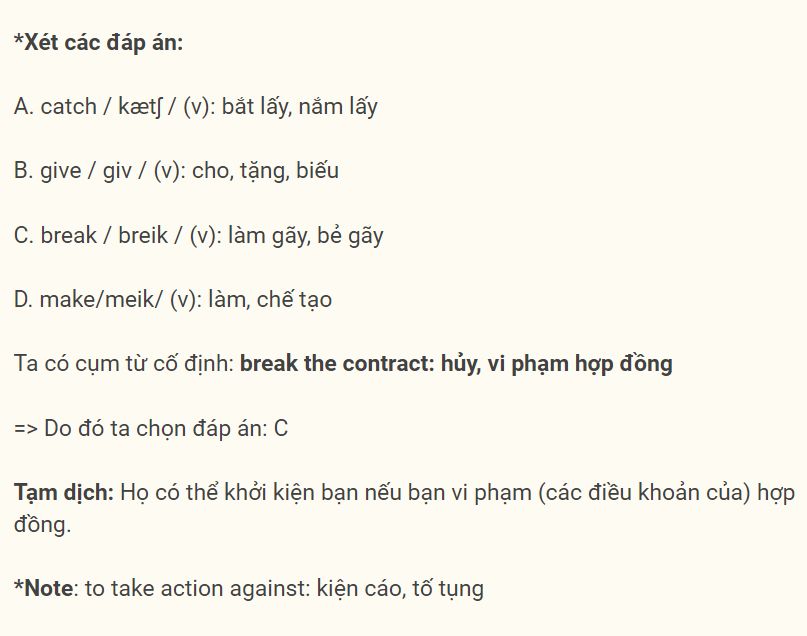 *Xét các đáp án:
A. catch / kætʃ / (v): bắt lấy, nắm lấy
B. give / giv / (v): cho, tặng, biếu
C. break / breik / (v): làm gãy, bẻ gãy
D. make/meik/ (v): làm, chế tạo
Ta có cụm từ cố định: break the contract: hủy, vi phạm hợp đồng
=> Do đó ta chọn đáp án: C
Tạm dịch: Họ có thể khởi kiện bạn nếu bạn vi phạm (các điều khoản của) hợp
đồng.
*Note: to take action against: kiện cáo, tố tụng